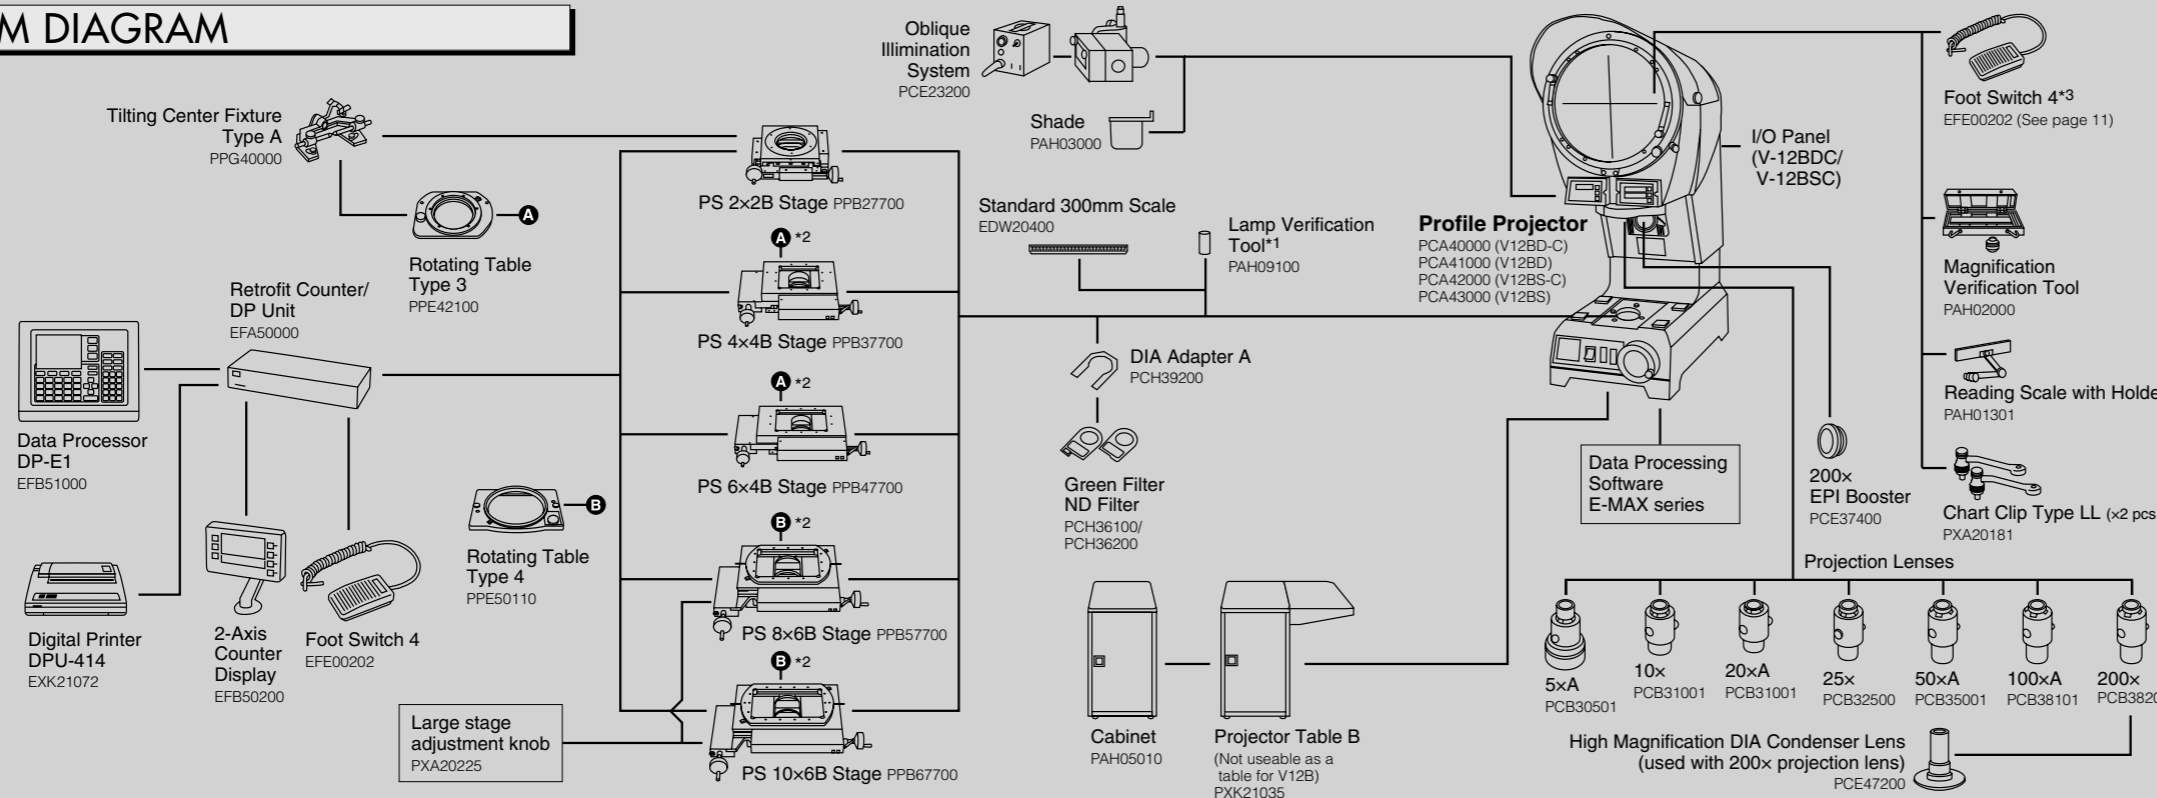 M DIAGRAM
Oblique
Illimination
System
PCE23200
Shade
PAH03000
Tilting Center Fixture
Type A
PPG40000
A
Rotating Table
Type 3
PPE42100
Retrofit Counter/
DP Unit
EFA50000
Data Processor
DP-E1
EFB51000
Digital Printer
DPU-414
EXK21072
2-Axis
Counter
Display
EFB50200
Foot Switch 4
EFE00202
B
Rotating Table
Type 4
PPE50110
Large stage
adjustment knob
PXA20225
PS 2×2B Stage PPB27700
A *2
PS 4×4B Stage PPB37700
A *2
PS 6×4B Stage PPB47700
B *2
PS 8×6B Stage PPB57700
B *2
PS 10×6B Stage PPB67700
Standard 300mm Scale
EDW20400
Lamp Verification
Tool*1
PAH09100
DIA Adapter A
PCH39200
Green Filter
ND Filter
PCH36100/
PCH36200
Cabinet
PAH05010
Projector Table B
(Not useable as a
table for V12B)
PXK21035
Profile Projector
PCA40000 (V12BD-C)
PCA41000 (V12BD)
PCA42000 (V12BS-C)
PCA43000 (V12BS)
I/O Panel
(V-12BDC/
V-12BSC)
Foot Switch 4*3
EFE00202 (See page 11)
Magnification
Verification Tool
PAH02000
Reading Scale with Holde
PAH01301
Chart Clip Type LL (×2 pcs
PXA20181
Data Processing
Software
E-MAX series
200×
EPI Booster
PCE37400
Projection Lenses
5×A
PCB30501
10×
PCB31001
20×A
PCB31001
25×
PCB32500
50×A
PCB35001
100×A
PCB38101
200×
PCB3820
High Magnification DIA Condenser Lens
(used with 200× projection lens)
PCE47200